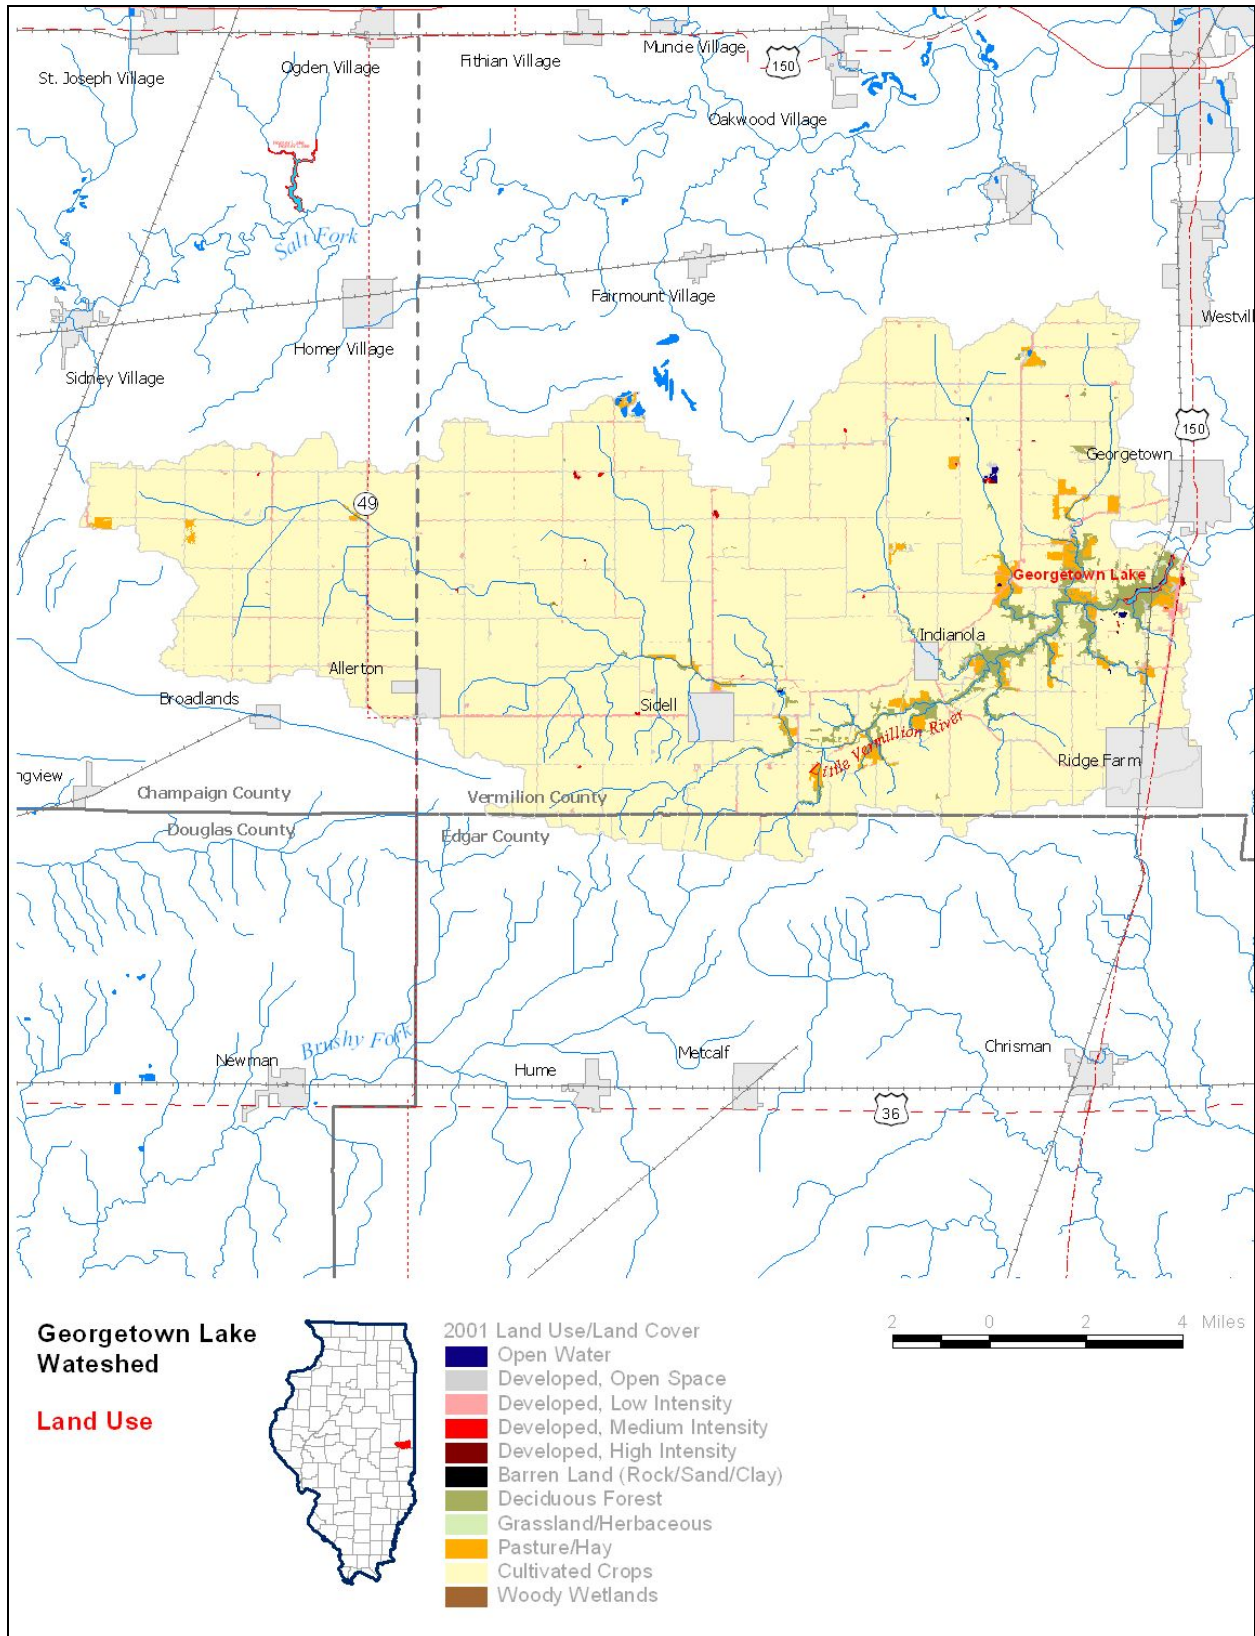 St. Joseph Village
Ogden Village
Fithian Village
Muncie Village
150
Oakwood Village
Salt Fork
Fairmount Village
Homer Village
Sidney Village
Westvill
150
Georgetown
49
Georgetown Lake
Indianola
Allerton
Sidell
Broadlands
Little Vermillion River
Ridge Farm
ngview
Champaign County
Vermilion County
Douglas County
Edgar County
Brushy Fork
Newman
Hume
Metcalf
Chrisman
36
Georgetown Lake
Wateshed
Land Use
2001 Land Use/Land Cover
Open Water
Developed, Open Space
Developed, Low Intensity
Developed, Medium Intensity
Developed, High Intensity
Barren Land (Rock/Sand/Clay)
Deciduous Forest
Grassland/Herbaceous
Pasture/Hay
Cultivated Crops
Woody Wetlands
2 0 2 4 Miles